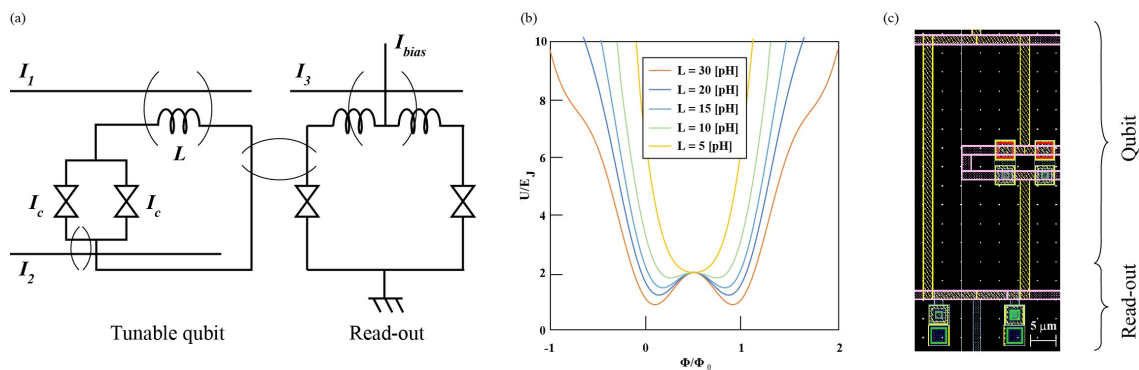 (a)
I_bias
I_1
I_3
L
I_c
I_c
I_2
Tunable qubit
Read-out
(b)
10
8
6
4
2
0
U/E_J
L = 30 [pH]
L = 20 [pH]
L = 15 [pH]
L = 10 [pH]
L = 5 [pH]
-1
0
1
2
Φ/Φ_0
(c)
5 μm
Qubit
Read-out